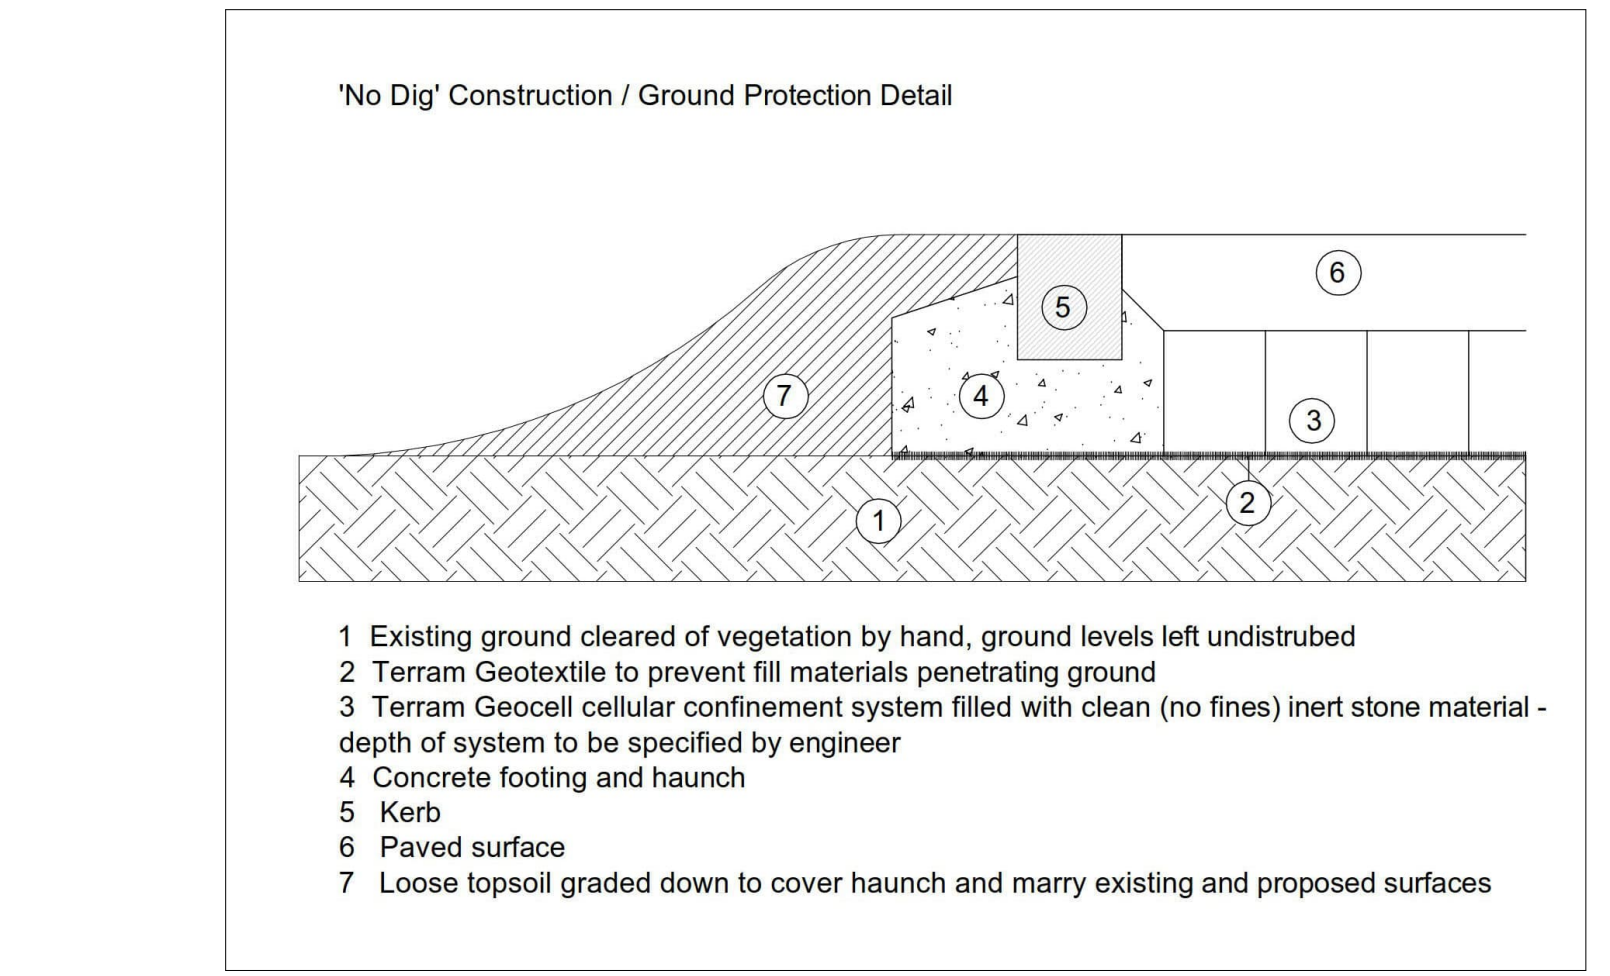 'No Dig' Construction / Ground Protection Detail
6
5
7
4
3
2
1
1 Existing ground cleared of vegetation by hand, ground levels left undistrubed
2 Terram Geotextile to prevent fill materials penetrating ground
3 Terram Geocell cellular confinement system filled with clean (no fines) inert stone material -
depth of system to be specified by engineer
4 Concrete footing and haunch
5 Kerb
6 Paved surface
7 Loose topsoil graded down to cover haunch and marry existing and proposed surfaces